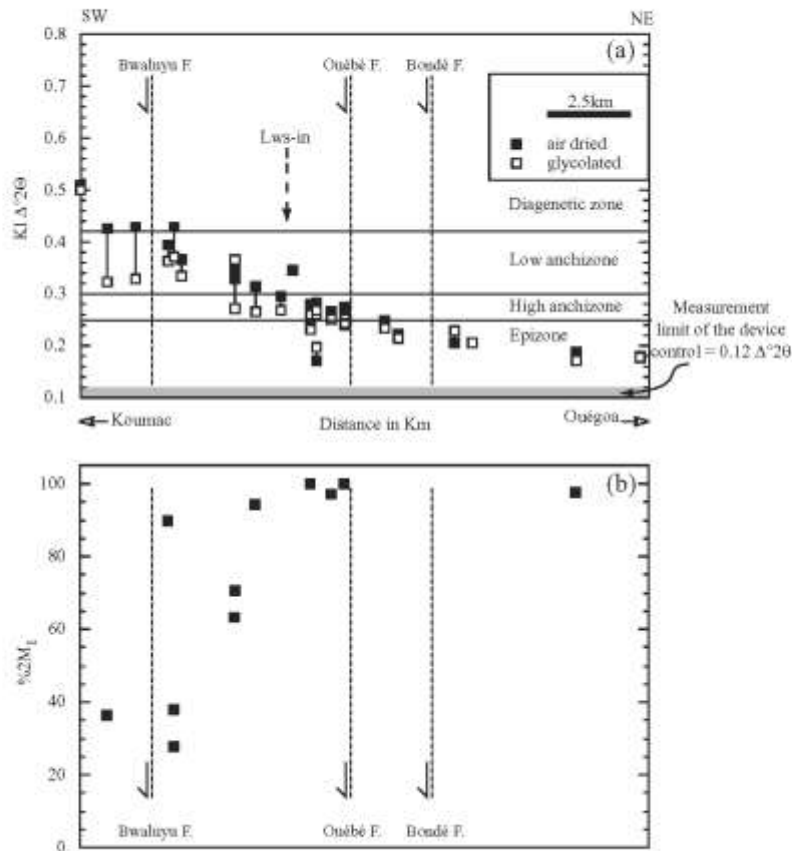 SW NE
0.8
(a)
Bwaluyu F. Ouébé F. Bondé F.
0.7
2.5km
Lws-in
air dried
0.6
glycolated
0.5
Diagenetic zone
KI Δ°2Θ
0.4
Low anchizone
0.3
High anchizone
Measurement
limit of the device
control = 0.12 Δ°2θ
Epizone
0.2
0.1
Koumac Distance in Km Ouégoa
100
(b)
80
60
%2M1
40
20
Bwaluyu F. Ouébé F. Bondé F.
0